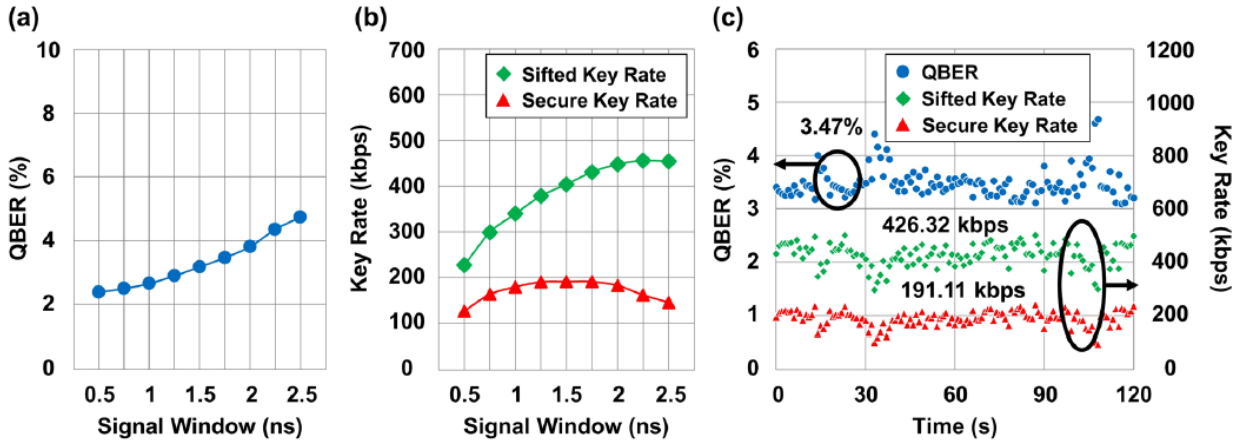 (a)
10
8
6
4
2
0
QBER (%)
0.5 1 1.5 2 2.5
Signal Window (ns)
(b)
700
600
500
400
300
200
100
0
Key Rate (kbps)
Sifted Key Rate
Secure Key Rate
0.5 1 1.5 2 2.5
Signal Window (ns)
(c)
6
5
4
3
2
1
0
QBER (%)
QBER
Sifted Key Rate
Secure Key Rate
3.47%
426.32 kbps
191.11 kbps
1200
1000
800
600
400
200
0
Key Rate (kbps)
0 30 60 90 120
Time (s)